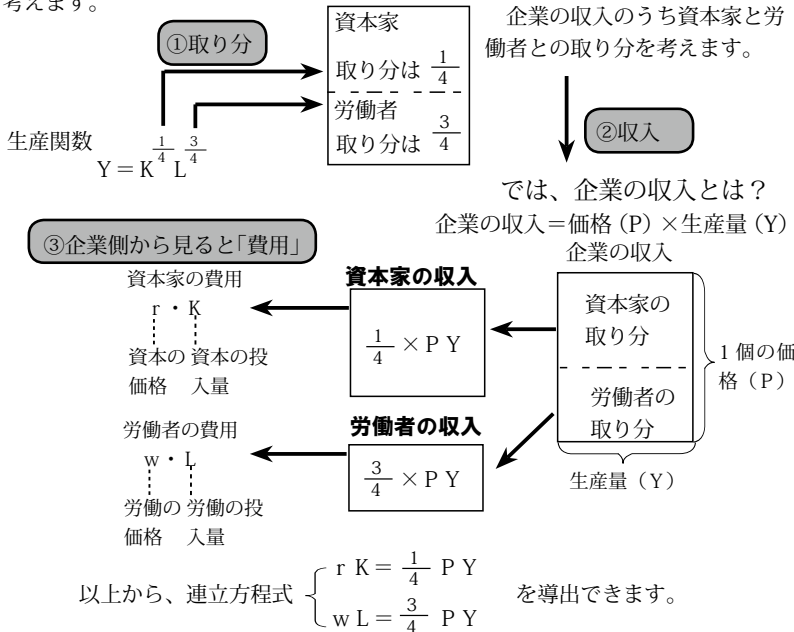 考えます。
①取り分
資本家
取り分は 1/4
労働者
取り分は 3/4
生産関数
Y＝K^{1/4} L^{3/4}
企業の収入のうち資本家と労
働者との取り分を考えます。
②収入
では、企業の収入とは？
企業の収入＝価格（P）×生産量（Y）
企業の収入
資本家の
取り分
労働者の
取り分
1 個の価
格（P）
生産量（Y）
③企業側から見ると「費用」
資本家の費用
r ・ K
資本の 資本の投
価格 入量
資本家の収入
1/4 × P Y
労働者の費用
w ・ L
労働の 労働の投
価格 入量
労働者の収入
3/4 × P Y
以上から、連立方程式
r K＝ 1/4 P Y
w L＝ 3/4 P Y
を導出できます。